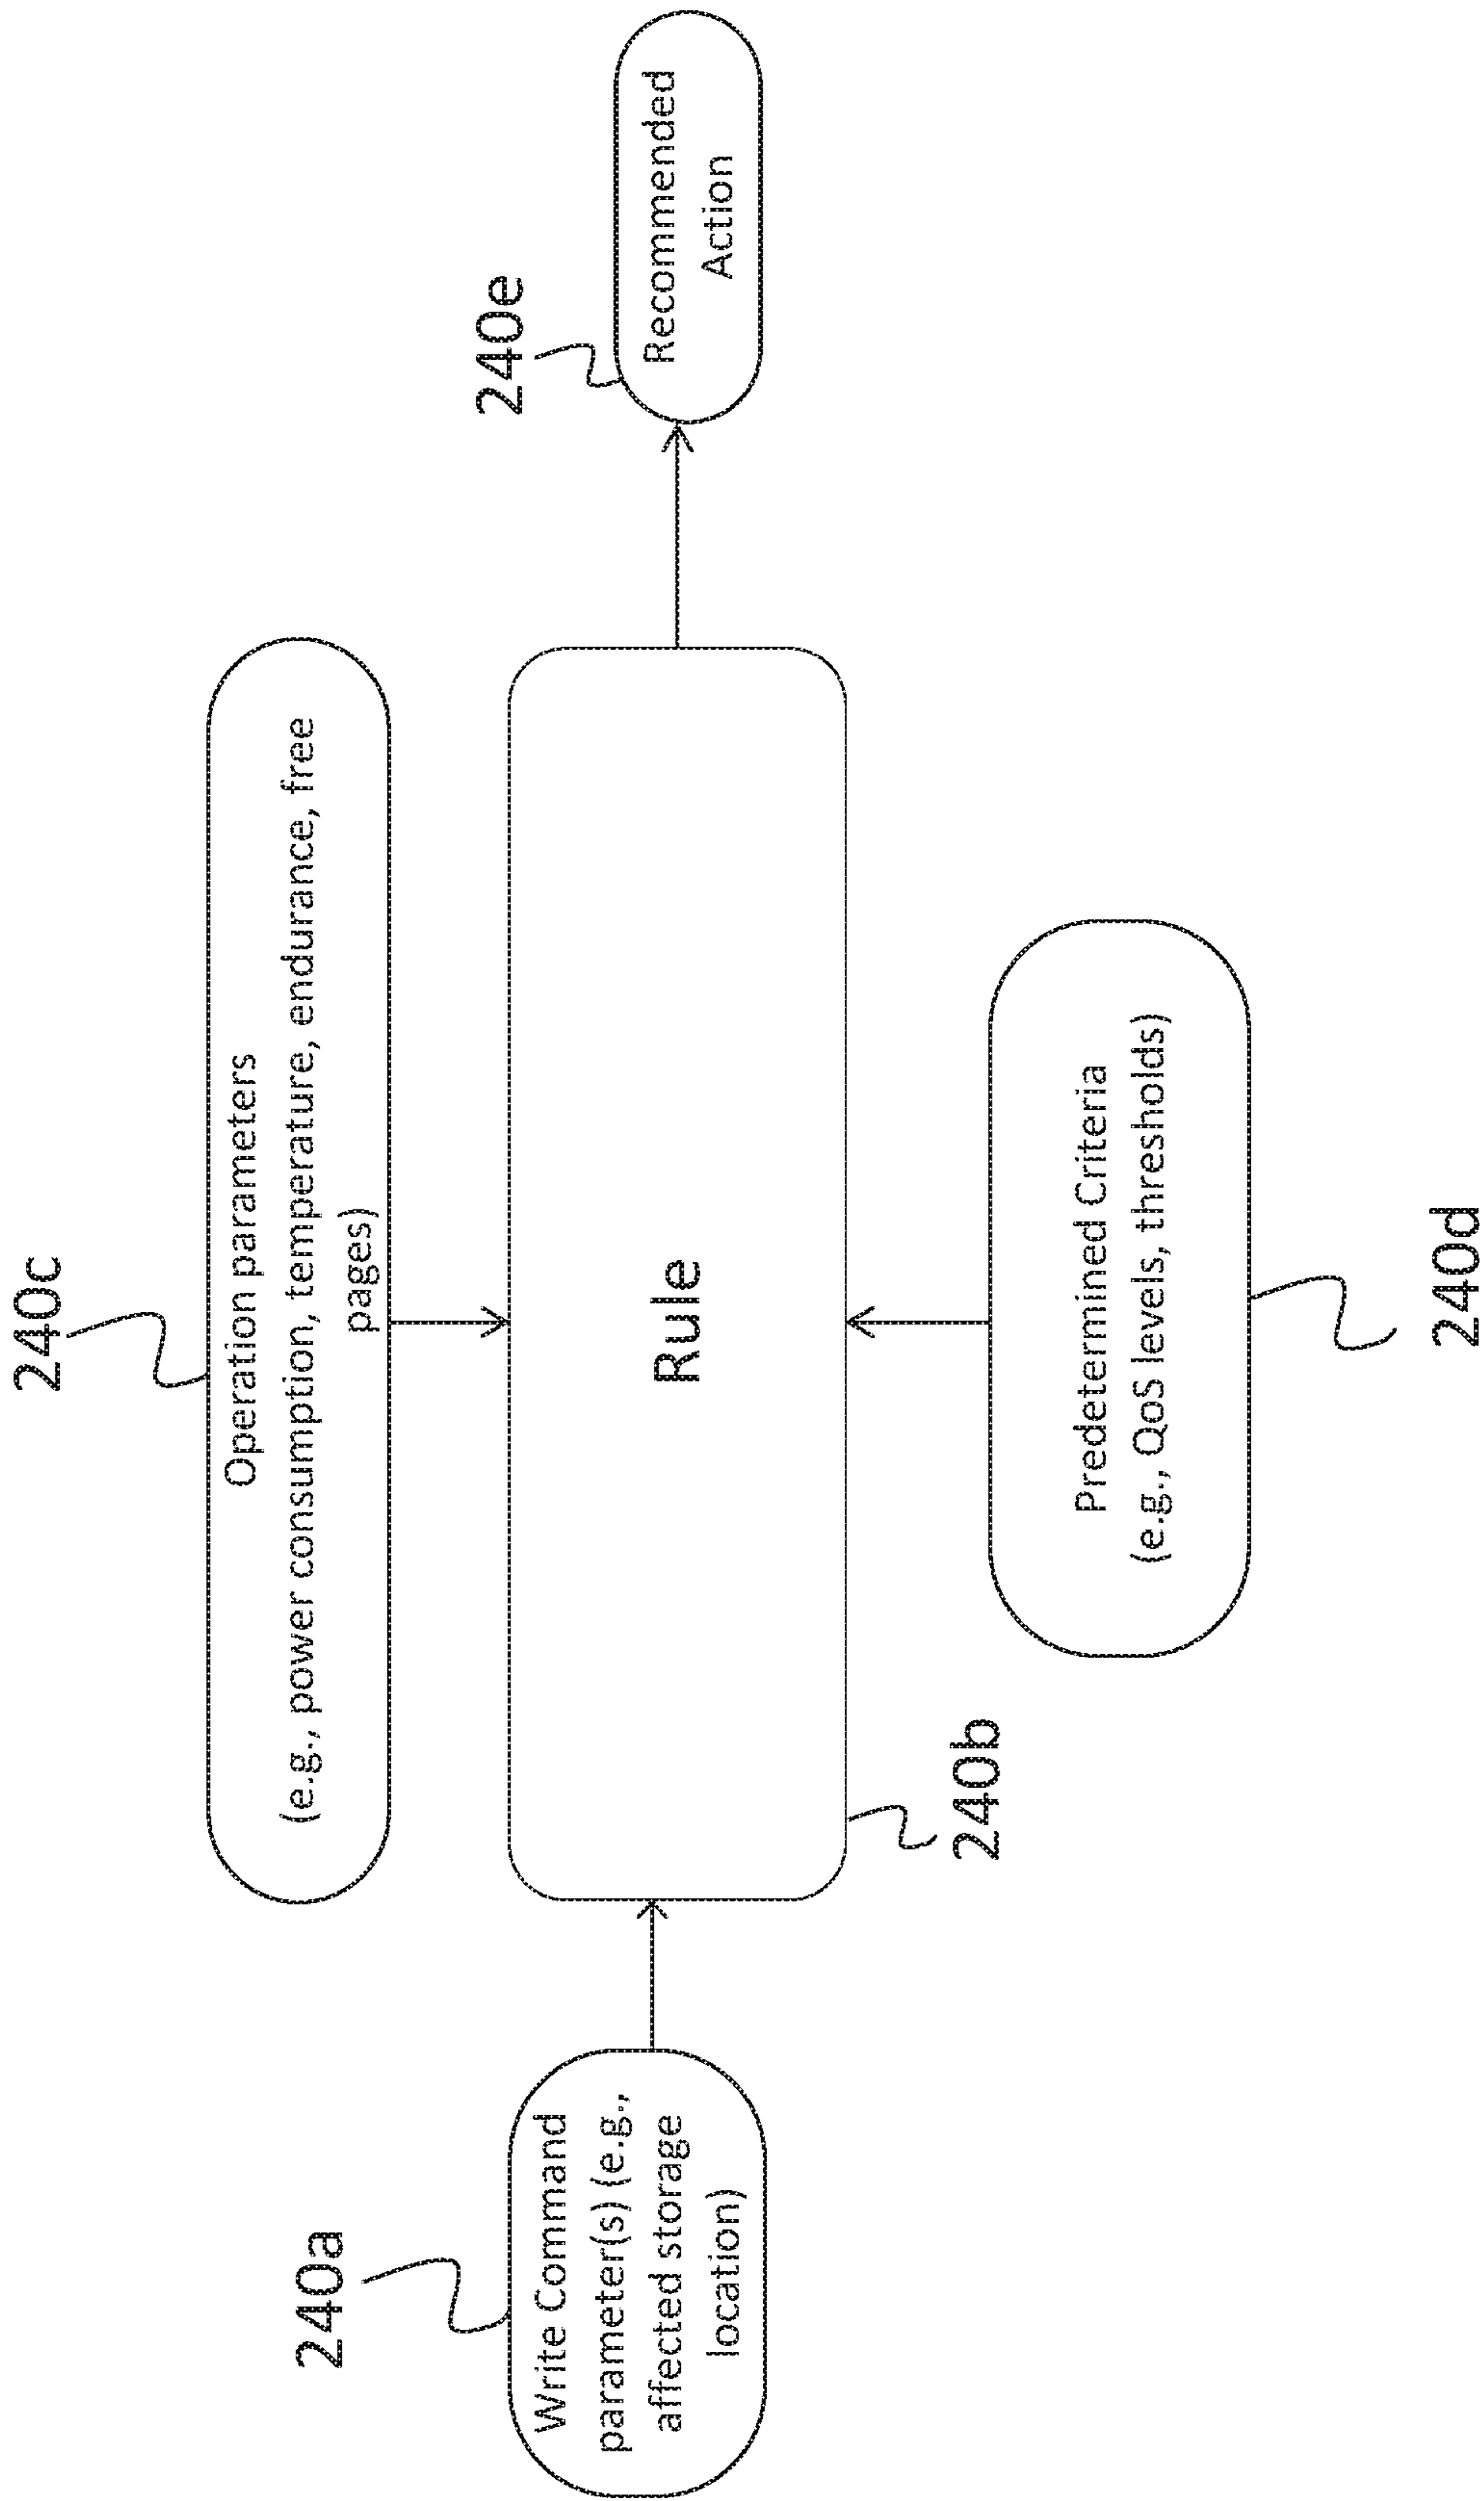 240c
Operation parameters
(e.g., power consumption, temperature, endurance, free
pages)
240a
Write Command
parameter(s) (e.g.,
affected storage
location)
Rule
240b
240e
Recommended
Action
Predetermined Criteria
(e.g., QoS levels, thresholds)
240d